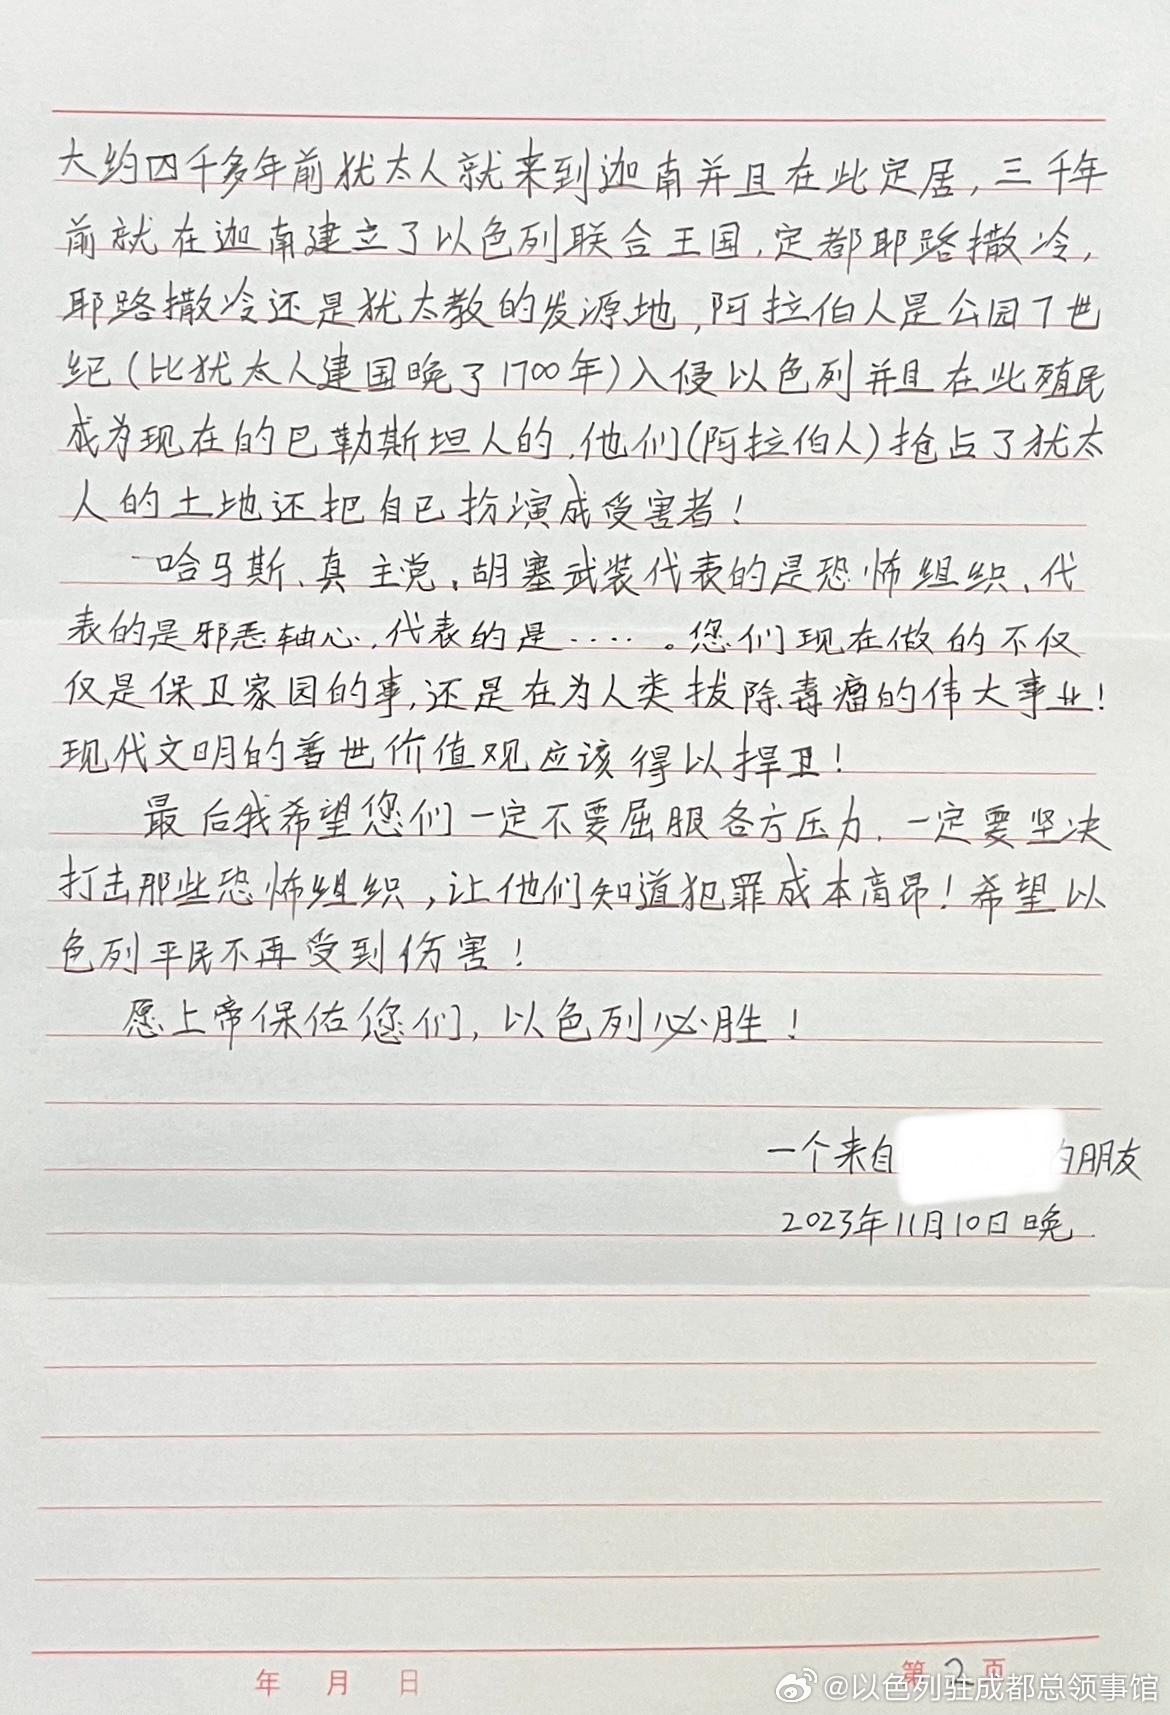 大约四千多年前犹太人就来到迦南并且在此定居，三千年
前就在迦南建立了以色列联合王国，定都耶路撒冷，
耶路撒冷还是犹太教的发源地，阿拉伯人是公园7世
纪（比犹太人建国晚了1700年）入侵以色列并且在此殖民
成为现在的巴勒斯坦人的，他们（阿拉伯人）抢占了犹太
人的土地还把自己扮演成受害者！
哈马斯、真主党、胡塞武装代表的是恐怖组织、代
表的是邪恶轴心，代表的是·····。您们现在做的不仅
仅是保卫家园的事，还是在为人类拔除毒瘤的伟大事业！
现代文明的普世价值观应该得以捍卫！
最后我希望您们一定不要屈服各方压力，一定要坚决
打击那些恐怖组织，让他们知道犯罪成本高昂！希望以
色列平民不再受到伤害！
愿上帝保佑您们，以色列必胜！
一个来自 的朋友
2023年11月10日晚
年 月 日
第2页
@以色列驻成都总领事馆